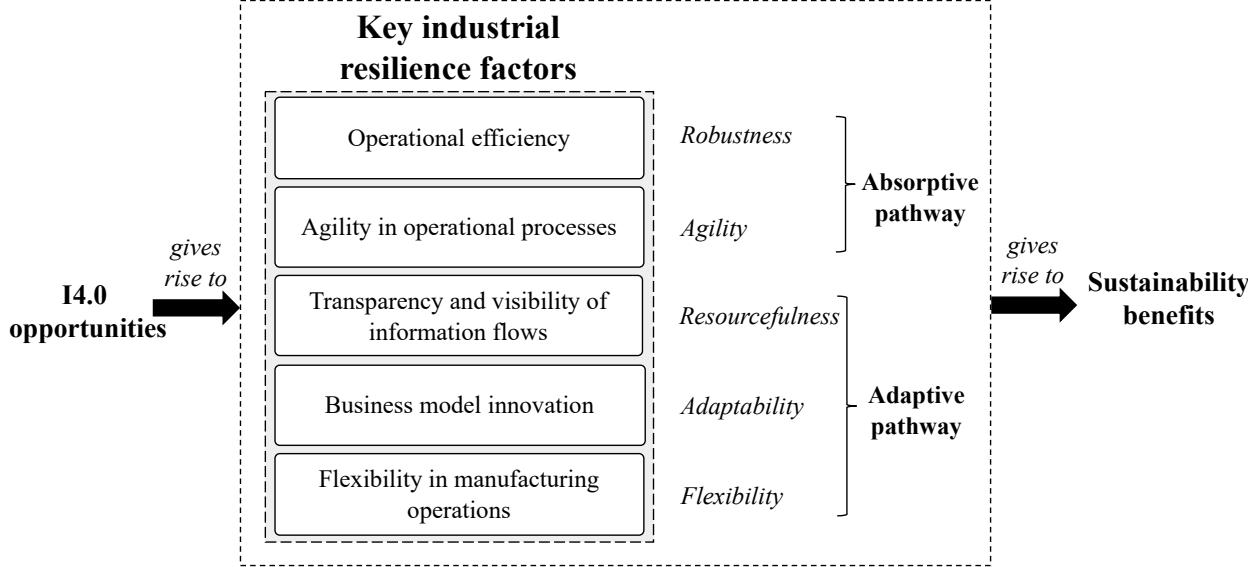 Key industrial
resilience factors
Operational efficiency
Robustness
Agility in operational processes
Agility
Absorptive
pathway
Transparency and visibility of
information flows
Resourcefulness
Business model innovation
Adaptability
Flexibility in manufacturing
operations
Flexibility
Adaptive
pathway
I4.0
opportunities
gives
rise to
gives
rise to
Sustainability
benefits